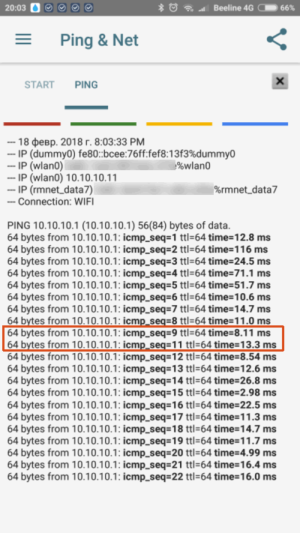 20:03 Beeline 4G 66%
Ping & Net
START PING
--- 18 февр. 2018 г. 8:03:33 PM
--- IP (dummy0) fe80::bcee:76ff:fef8:13f3%dummy0
--- IP (wlan0) %wlan0
--- IP (wlan0) 10.10.10.11
--- IP (rmnet_data7) %rmnet_data7
--- Connection: WIFI
PING 10.10.10.1 (10.10.10.1) 56(84) bytes of data.
64 bytes from 10.10.10.1: icmp_seq=1 ttl=64 time=12.8 ms
64 bytes from 10.10.10.1: icmp_seq=2 ttl=64 time=116 ms
64 bytes from 10.10.10.1: icmp_seq=3 ttl=64 time=24.5 ms
64 bytes from 10.10.10.1: icmp_seq=4 ttl=64 time=71.1 ms
64 bytes from 10.10.10.1: icmp_seq=5 ttl=64 time=51.7 ms
64 bytes from 10.10.10.1: icmp_seq=6 ttl=64 time=10.6 ms
64 bytes from 10.10.10.1: icmp_seq=7 ttl=64 time=14.7 ms
64 bytes from 10.10.10.1: icmp_seq=8 ttl=64 time=11.0 ms
64 bytes from 10.10.10.1: icmp_seq=9 ttl=64 time=8.11 ms
64 bytes from 10.10.10.1: icmp_seq=11 ttl=64 time=13.3 ms
64 bytes from 10.10.10.1: icmp_seq=12 ttl=64 time=8.54 ms
64 bytes from 10.10.10.1: icmp_seq=13 ttl=64 time=12.6 ms
64 bytes from 10.10.10.1: icmp_seq=14 ttl=64 time=26.8 ms
64 bytes from 10.10.10.1: icmp_seq=15 ttl=64 time=2.98 ms
64 bytes from 10.10.10.1: icmp_seq=16 ttl=64 time=22.5 ms
64 bytes from 10.10.10.1: icmp_seq=17 ttl=64 time=11.3 ms
64 bytes from 10.10.10.1: icmp_seq=18 ttl=64 time=14.7 ms
64 bytes from 10.10.10.1: icmp_seq=19 ttl=64 time=11.7 ms
64 bytes from 10.10.10.1: icmp_seq=20 ttl=64 time=4.99 ms
64 bytes from 10.10.10.1: icmp_seq=21 ttl=64 time=16.4 ms
64 bytes from 10.10.10.1: icmp_seq=22 ttl=64 time=16.0 ms